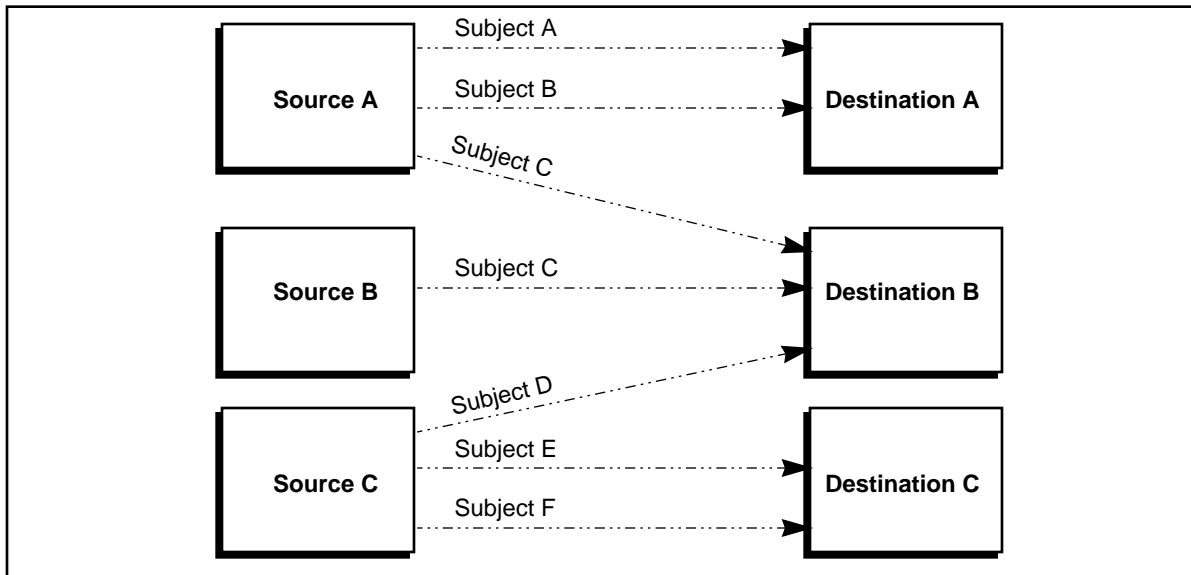 Subject A
Source A
Subject B
Destination A
Subject C
Source B
Subject C
Destination B
Subject D
Source C
Subject E
Destination C
Subject F